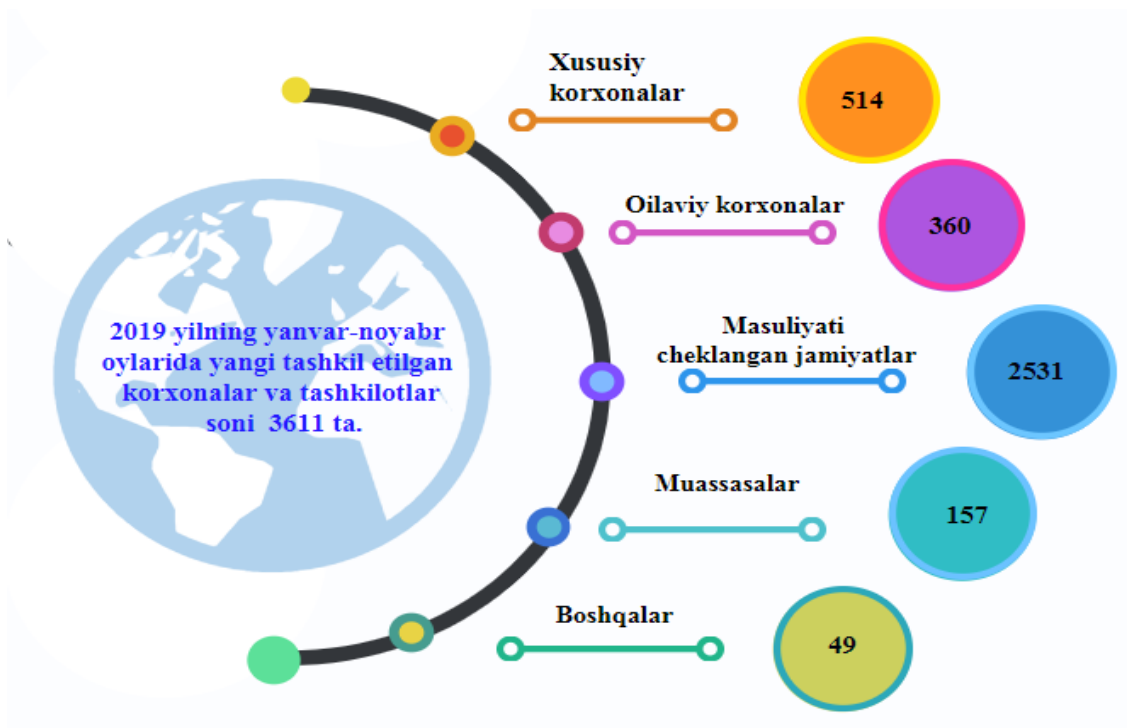 Xususiy
korxonalar
514
Oilaviy korxonalar
360
2019 yilning yanvar-noyabr
oylarida yangi tashkil etilgan
korxonalar va tashkilotlar
soni 3611 ta.
Masuliyati
cheklangan jamiyatlar
2531
Muassasalar
157
Boshqalar
49